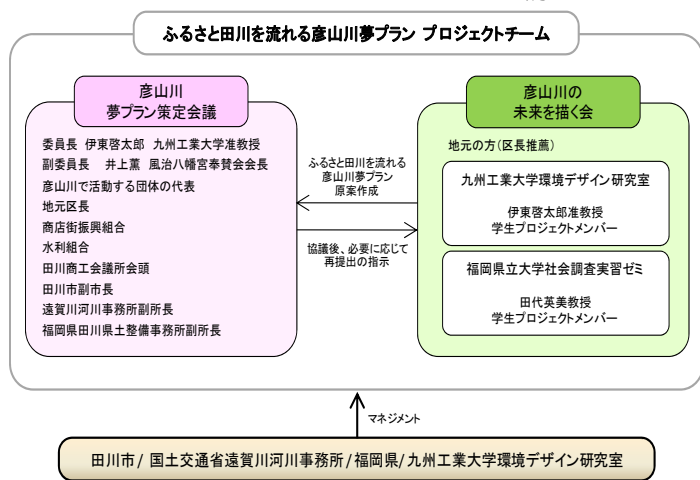 ふるさと田川を流れる彦山川夢プラン プロジェクトチーム
彦山川
夢プラン策定会議
委員長 伊東啓太郎 九州工業大学准教授
副委員長 井上薫 風治八幡宮奉賛会会長
彦山川で活動する団体の代表
地元区長
商店街振興組合
水利組合
田川商工会議所会頭
田川市副市長
遠賀川河川事務所副所長
福岡県田川県土整備事務所副所長
ふるさと田川を流れる
彦山川夢プラン
原案作成
協議後、必要に応じて
再提出の指示
彦山川の
未来を描く会
地元の方(区長推薦)
九州工業大学環境デザイン研究室
伊東啓太郎准教授
学生プロジェクトメンバー
福岡県立大学社会調査実習ゼミ
田代英美教授
学生プロジェクトメンバー
マネジメント
田川市/ 国土交通省遠賀川河川事務所/福岡県/九州工業大学環境デザイン研究室